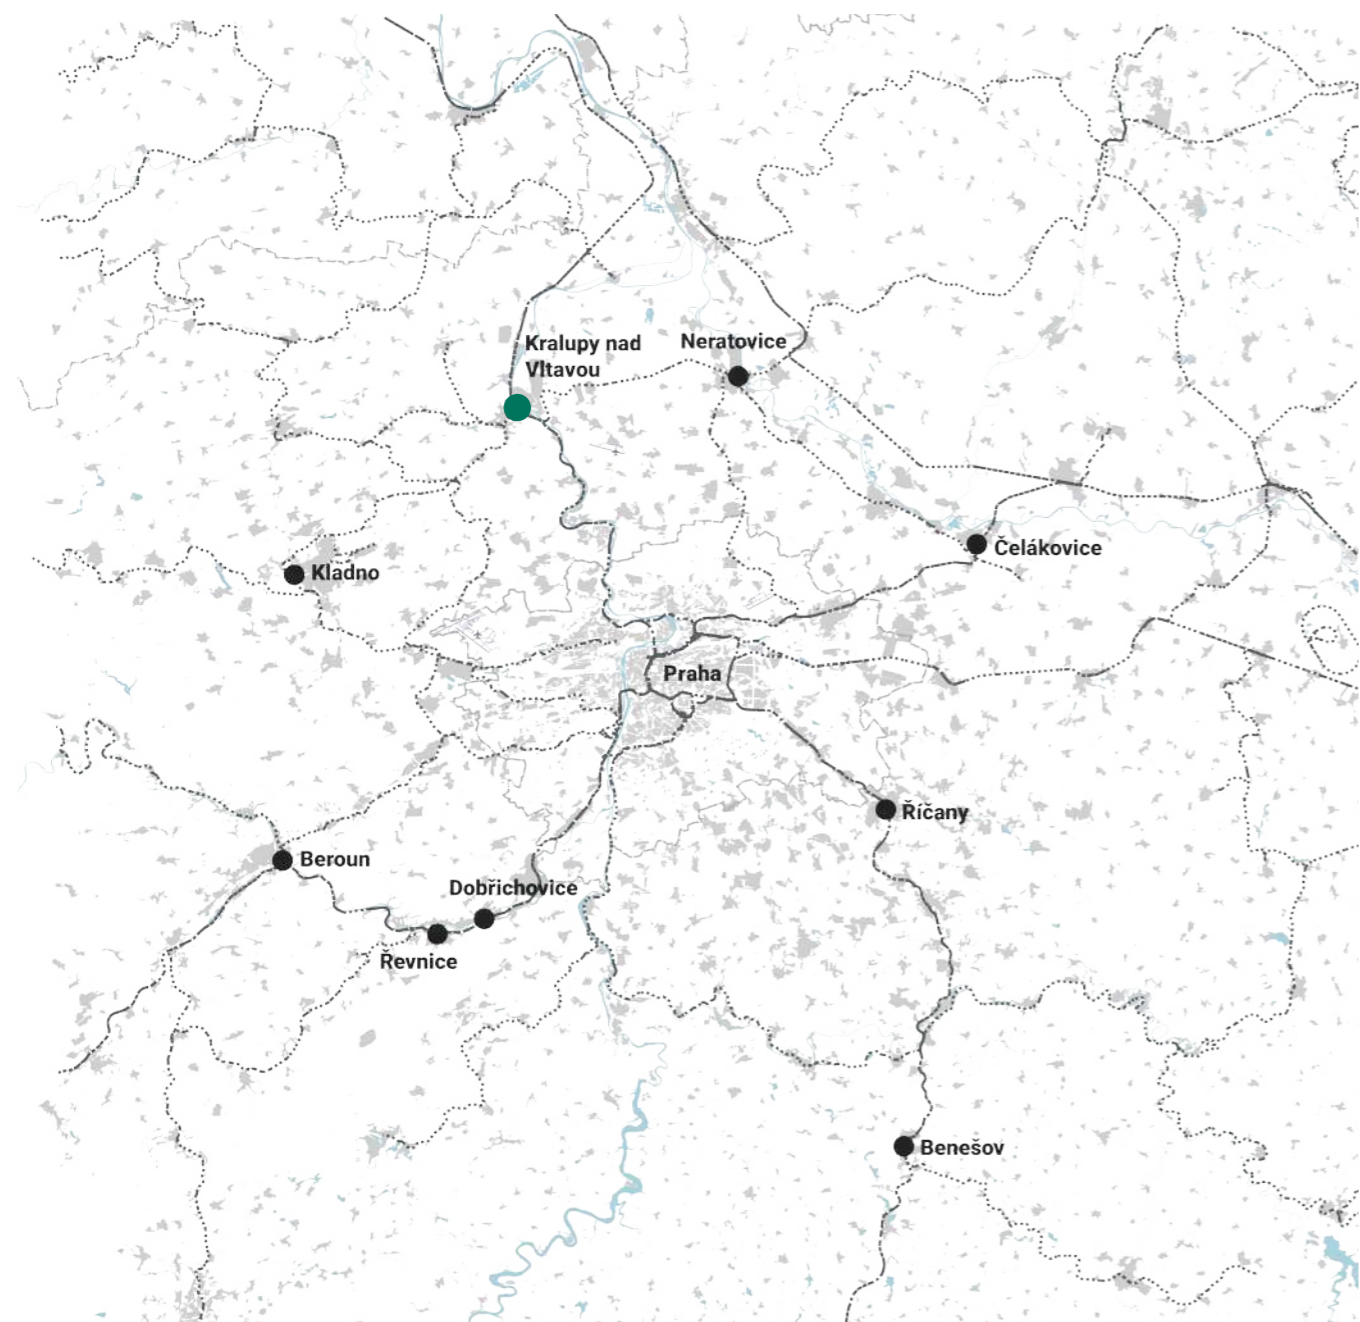 Kralupy nad
Vltavou
Neratovice
Čelákovice
Kladno
Praha
Říčany
Beroun
Dobřichovice
Řevnice
Benešov